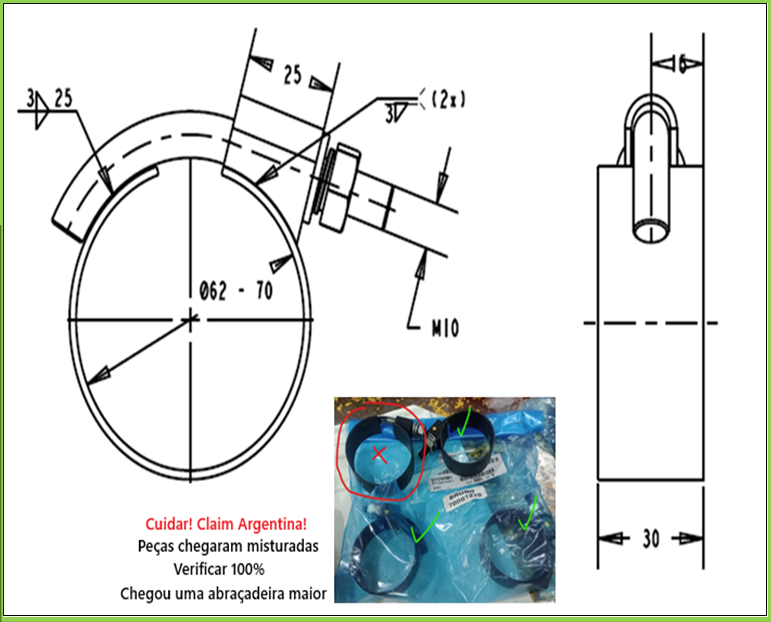 25
3 25
3 (2x)
16
Ø62 - 70
M10
30
BRUNO
Cuidar! Claim Argentina!
Peças chegaram misturadas
Verificar 100%
Chegou uma abraçadeira maior